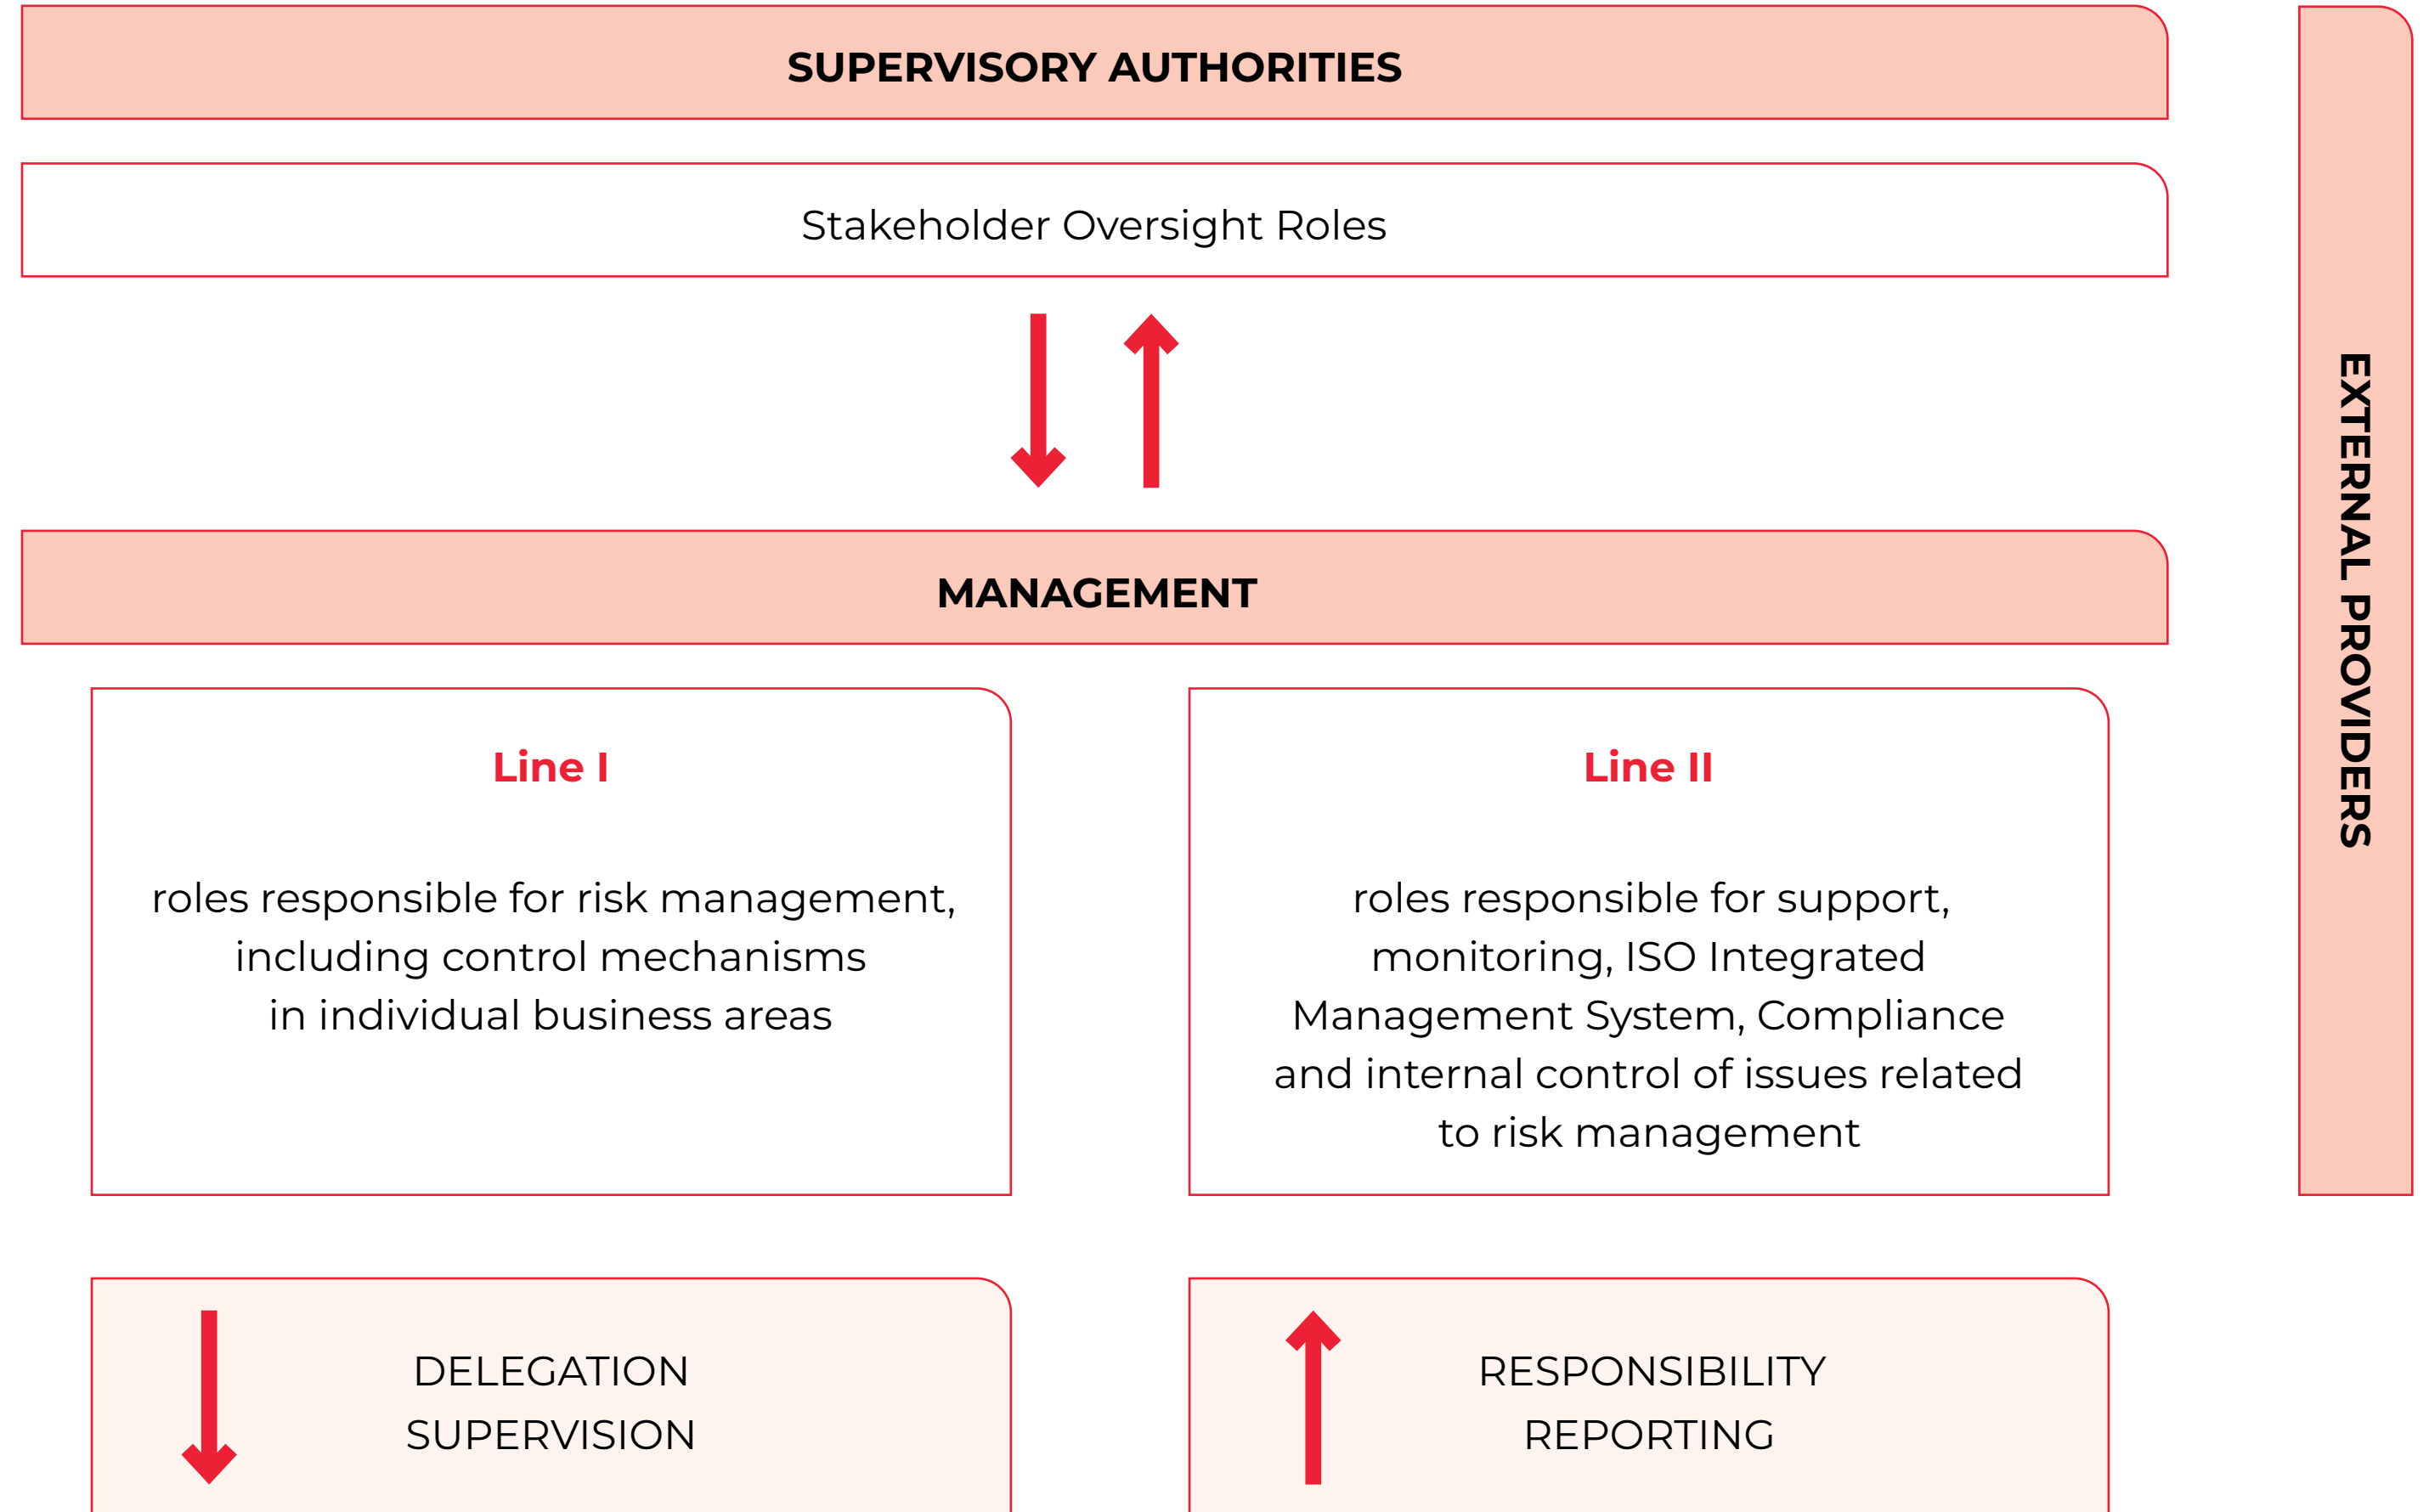 SUPERVISORY AUTHORITIES
Stakeholder Oversight Roles
MANAGEMENT
Line I
roles responsible for risk management,
including control mechanisms
in individual business areas
Line II
roles responsible for support,
monitoring, ISO Integrated
Management System, Compliance
and internal control of issues related
to risk management
EXTERNAL PROVIDERS
DELEGATION
SUPERVISION
RESPONSIBILITY
REPORTING